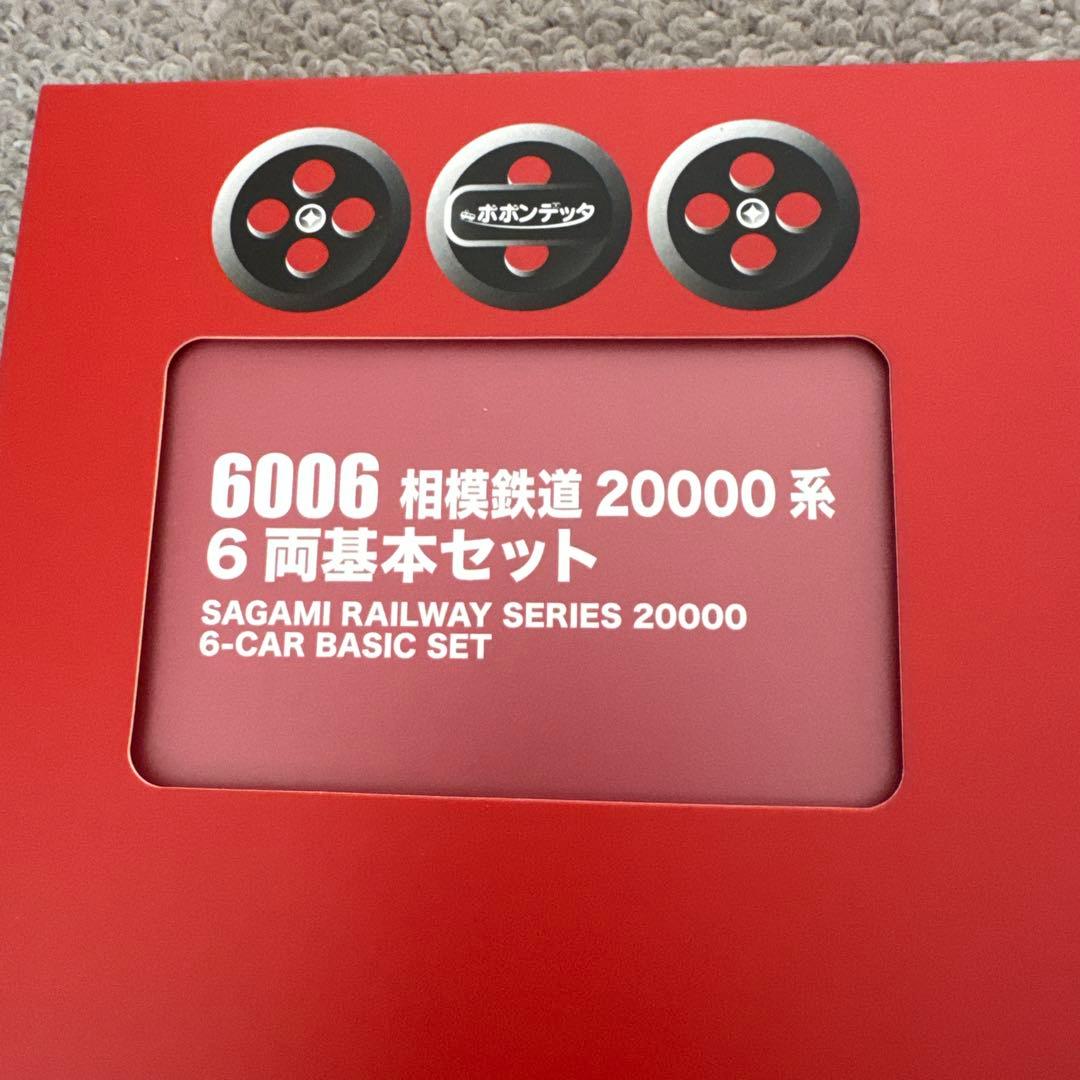 ポポンデッタ
6006 相模鉄道 20000 系
6 両基本セット
SAGAMI RAILWAY SERIES 20000
6-CAR BASIC SET